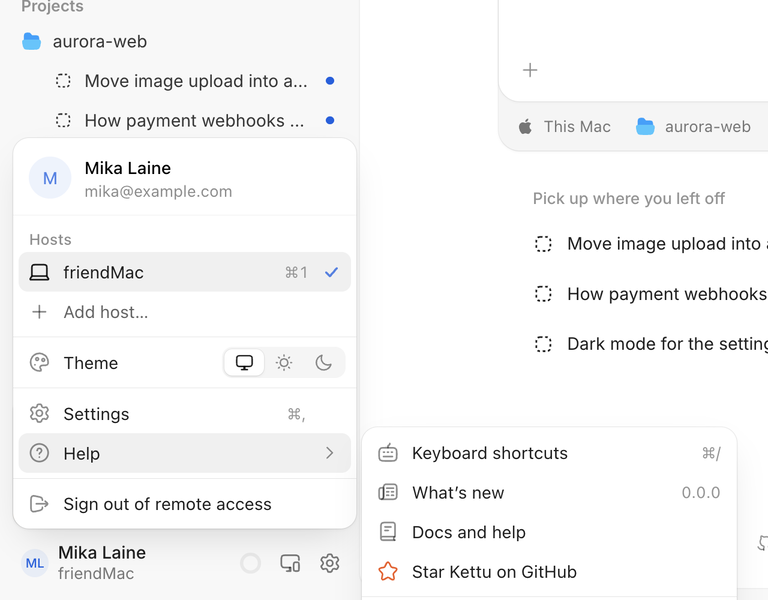 Projects
aurora-web
Move image upload into a...
How payment webhooks ...
M
Mika Laine
mika@example.com
Hosts
friendMac ⌘1
Add host...
Theme
Settings ⌘,
Help
Sign out of remote access
ML
Mika Laine
friendMac
This Mac aurora-web
Pick up where you left off
Move image upload into
How payment webhooks
Dark mode for the
Keyboard shortcuts ⌘/
What's new 0.0.0
Docs and help
Star Kettu on GitHub